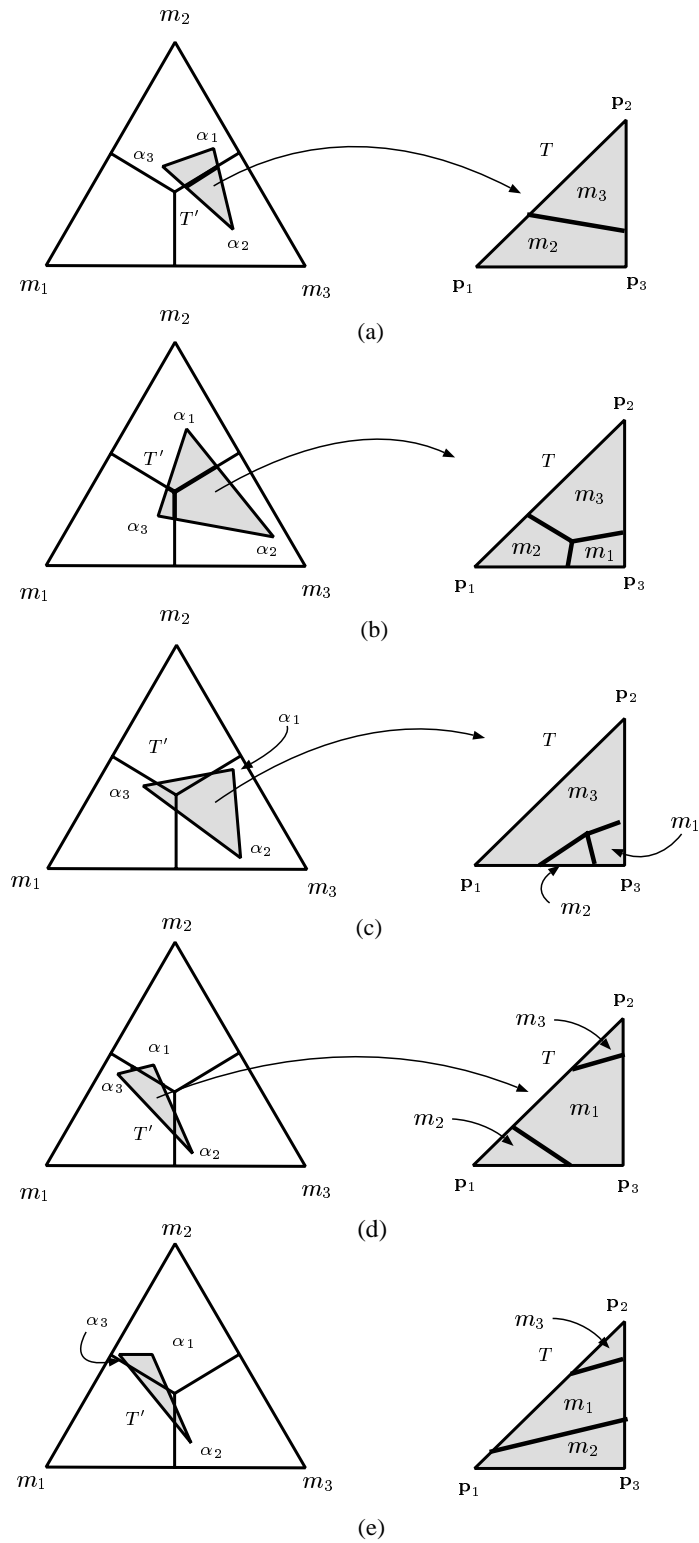 m₂
p₂
α₁
α₃
T
m₃
T′
m₂
α₂
m₁
m₃
p₁
p₃
(a)
m₂
p₂
α₁
T′
T
m₃
α₃
α₂
m₂
m₁
m₁
m₃
p₁
p₃
(b)
m₂
p₂
α₁
T′
T
α₃
m₃
m₁
α₂
m₁
m₃
p₁
p₃
m₂
(c)
m₂
p₂
m₃
α₁
T
α₃
m₁
m₂
T′
α₂
m₁
m₃
p₁
p₃
(d)
m₂
p₂
α₃
m₃
α₁
T
m₁
T′
α₂
m₂
m₁
m₃
p₁
p₃
(e)